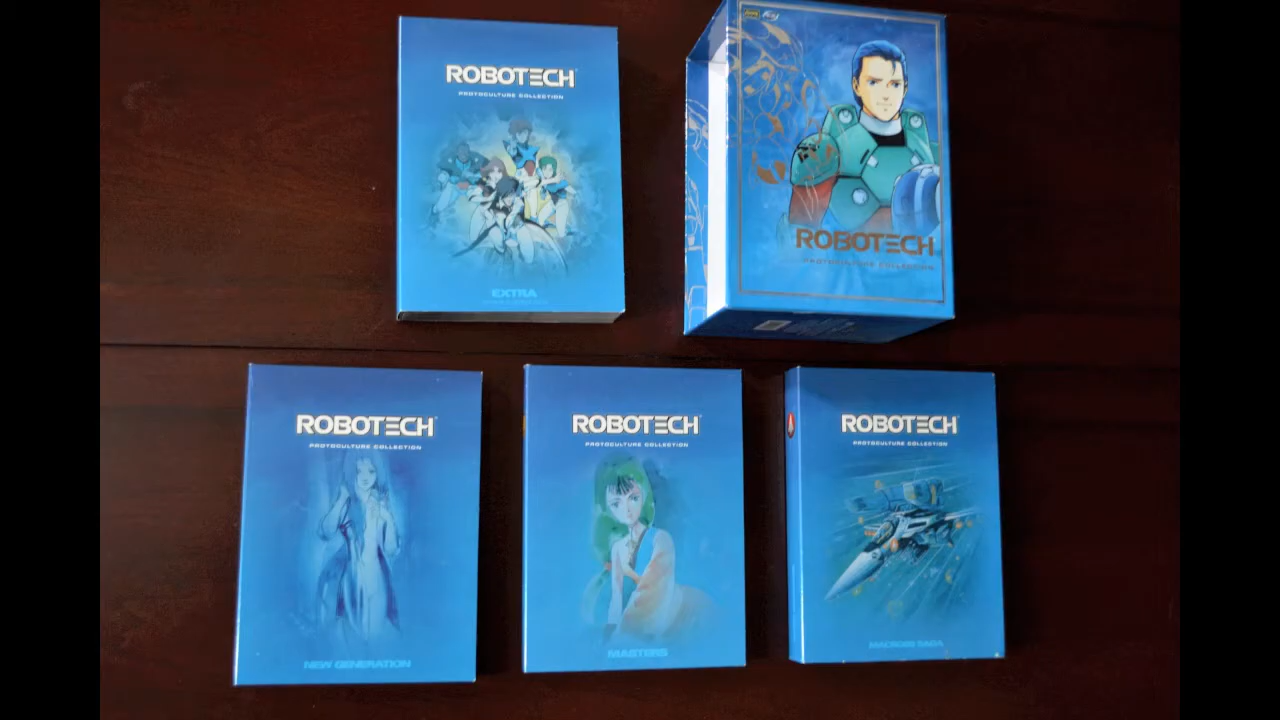 ROBOTECH
PROTOCULTURE COLLECTION
EXTRA
ROBOTECH
PROTOCULTURE COLLECTION
ROBOTECH
PROTOCULTURE COLLECTION
NEW GENERATION
ROBOTECH
PROTOCULTURE COLLECTION
MASTERS
ROBOTECH
PROTOCULTURE COLLECTION
MACROSS SAGA